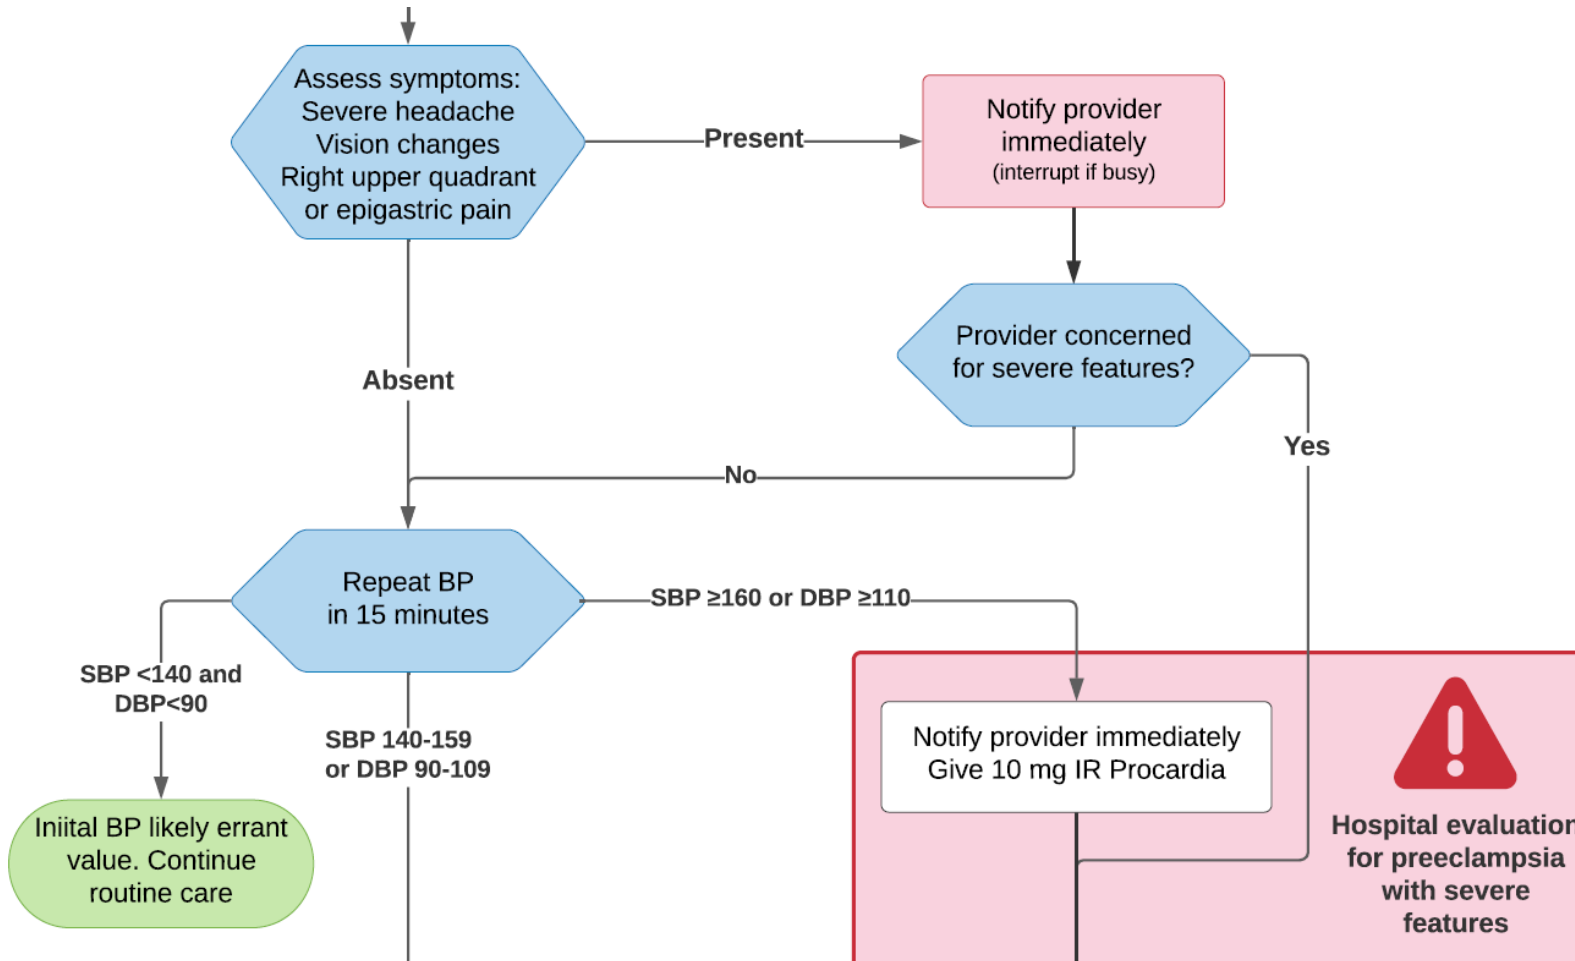 Assess symptoms:
Severe headache
Vision changes
Right upper quadrant
or epigastric pain
Present
Notify provider
immediately
(interrupt if busy)
Provider concerned
for severe features?
Absent
Yes
No
Repeat BP
in 15 minutes
SBP ≥160 or DBP ≥110
SBP <140 and
DBP<90
SBP 140-159
or DBP 90-109
Notify provider immediately
Give 10 mg IR Procardia
Iniital BP likely errant
value. Continue
routine care
Hospital evaluation
for preeclampsia
with severe
features